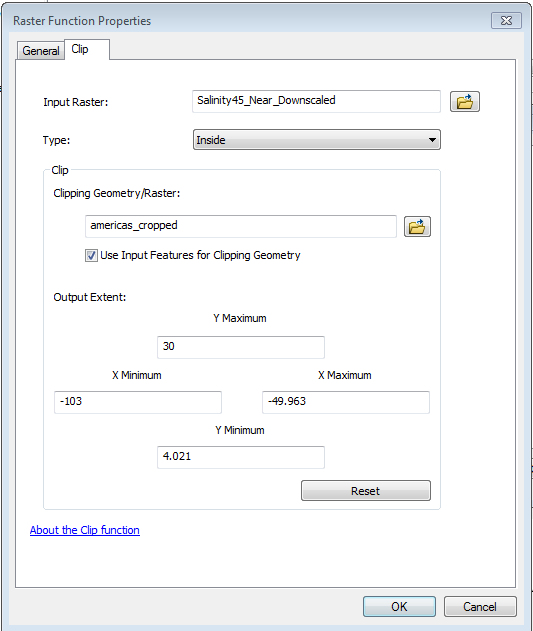 Raster Function Properties
General Clip
Input Raster: Salinity45_Near_Downscaled
Type: Inside
Clip
Clipping Geometry/Raster:
americas_cropped
Use Input Features for Clipping Geometry
Output Extent:
Y Maximum
30
X Minimum X Maximum
-103 -49.963
Y Minimum
4.021
Reset
About the Clip function
OK Cancel